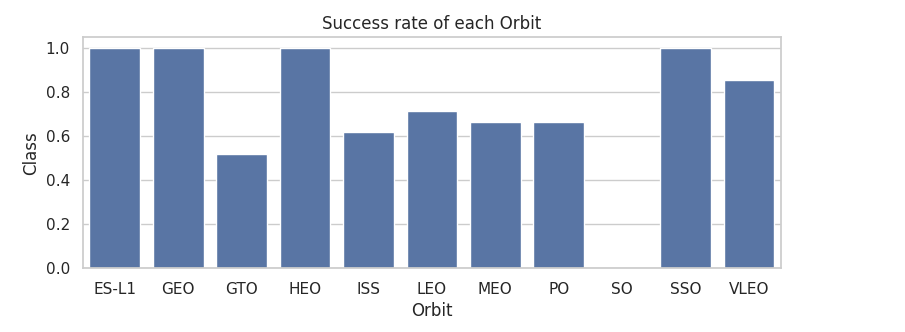 Success rate of each Orbit
1.0
0.8
0.6
0.4
0.2
0.0
Class
ES-L1 GEO GTO HEO ISS LEO MEO PO SO SSO VLEO
Orbit